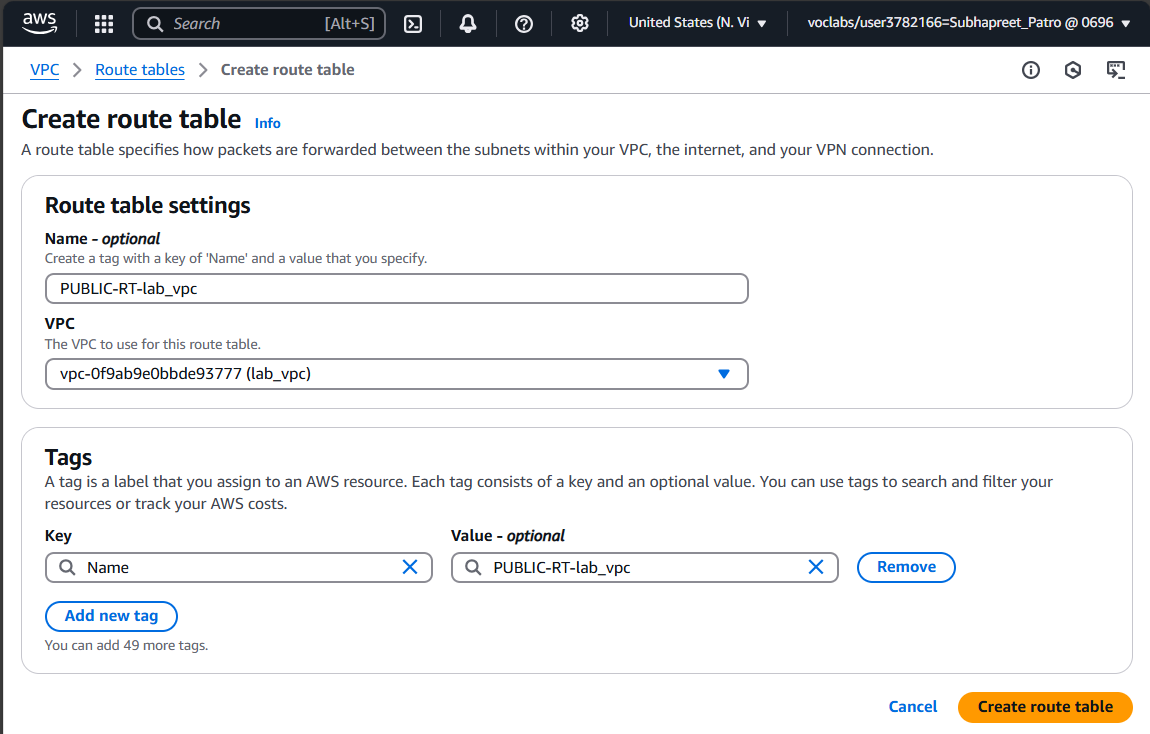 aws Search [Alt+S] United States (N. Vi voclabs/user3782166=Subhapreet_Patro @ 0696
VPC Route tables Create route table
Create route table Info
A route table specifies how packets are forwarded between the subnets within your VPC, the internet, and your VPN connection.
Route table settings
Name - optional
Create a tag with a key of 'Name' and a value that you specify.
PUBLIC-RT-lab_vpc
VPC
The VPC to use for this route table.
vpc-0f9ab9e0bbde93777 (lab_vpc)
Tags
A tag is a label that you assign to an AWS resource. Each tag consists of a key and an optional value. You can use tags to search and filter your
resources or track your AWS costs.
Key Value - optional
Name PUBLIC-RT-lab_vpc Remove
Add new tag
You can add 49 more tags.
Cancel Create route table